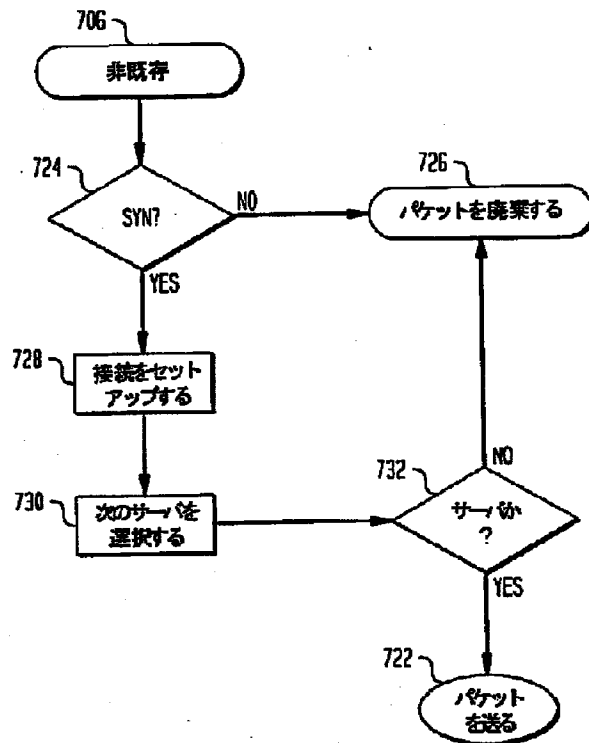 706
非既存
724
SYN?
NO
YES
726
パケットを廃棄する
728
接続をセット
アップする
730
次のサーバを
選択する
732
サーバか
?
NO
YES
722
パケット
を送る